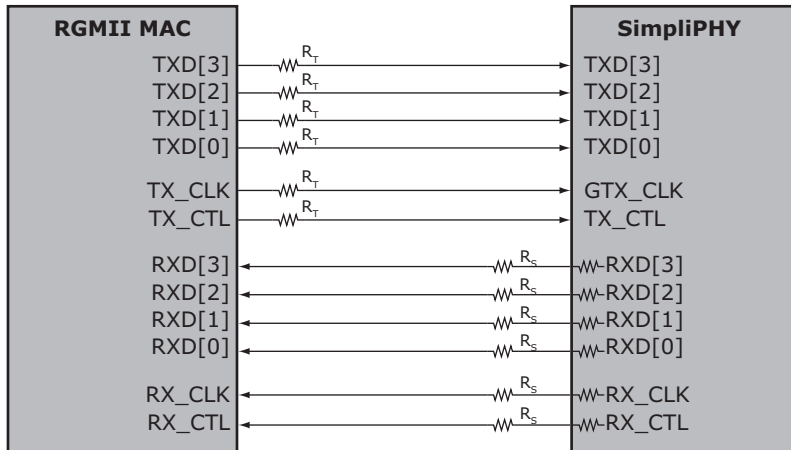 RGMII MAC SimpliPHY
TXD[3] R_T TXD[3]
TXD[2] R_T TXD[2]
TXD[1] R_T TXD[1]
TXD[0] R_T TXD[0]
TX_CLK R_T GTX_CLK
TX_CTL R_T TX_CTL
RXD[3] R_S RXD[3]
RXD[2] R_S RXD[2]
RXD[1] R_S RXD[1]
RXD[0] R_S RXD[0]
RX_CLK R_S RX_CLK
RX_CTL R_S RX_CTL